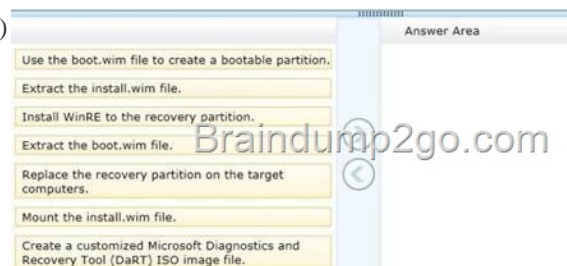 )
Answer Area
Use the boot.wim file to create a bootable partition.
Extract the install.wim file.
Install WinRE to the recovery partition.
Extract the boot.wim file.
Braindump2go.com
Replace the recovery partition on the target
computers.
Mount the install.wim file.
Create a customized Microsoft Diagnostics and
Recovery Tool (DaRT) ISO image file.